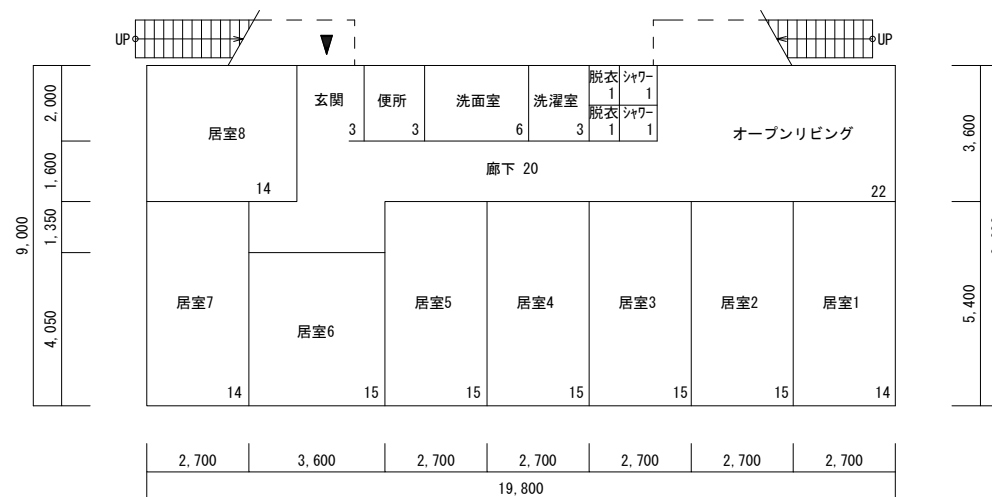 UP
UP
脱衣
1
シャワー
1
玄関
3
便所
3
洗面室
6
洗濯室
3
脱衣
1
シャワー
1
居室8
14
オープンリビング
22
廊下 20
居室7
14
居室6
15
居室5
15
居室4
15
居室3
15
居室2
15
居室1
14
2,000
1,600
1,350
4,050
9,000
3,600
5,400
2,700
3,600
2,700
2,700
2,700
2,700
2,700
19,800